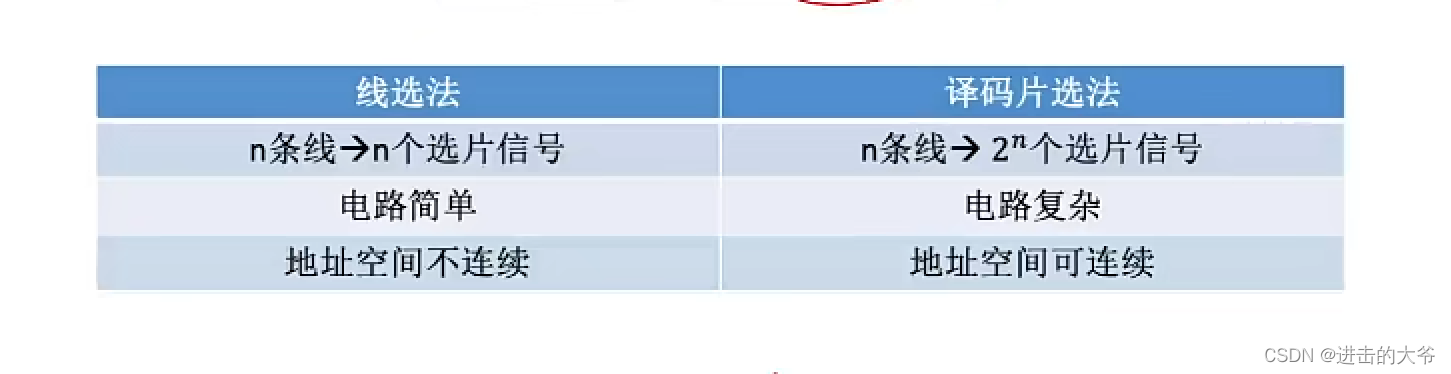 线选法 译码片选法
n条线→n个选片信号 n条线→ 2ⁿ个选片信号
电路简单 电路复杂
地址空间不连续 地址空间可连续
CSDN @进击的大爷